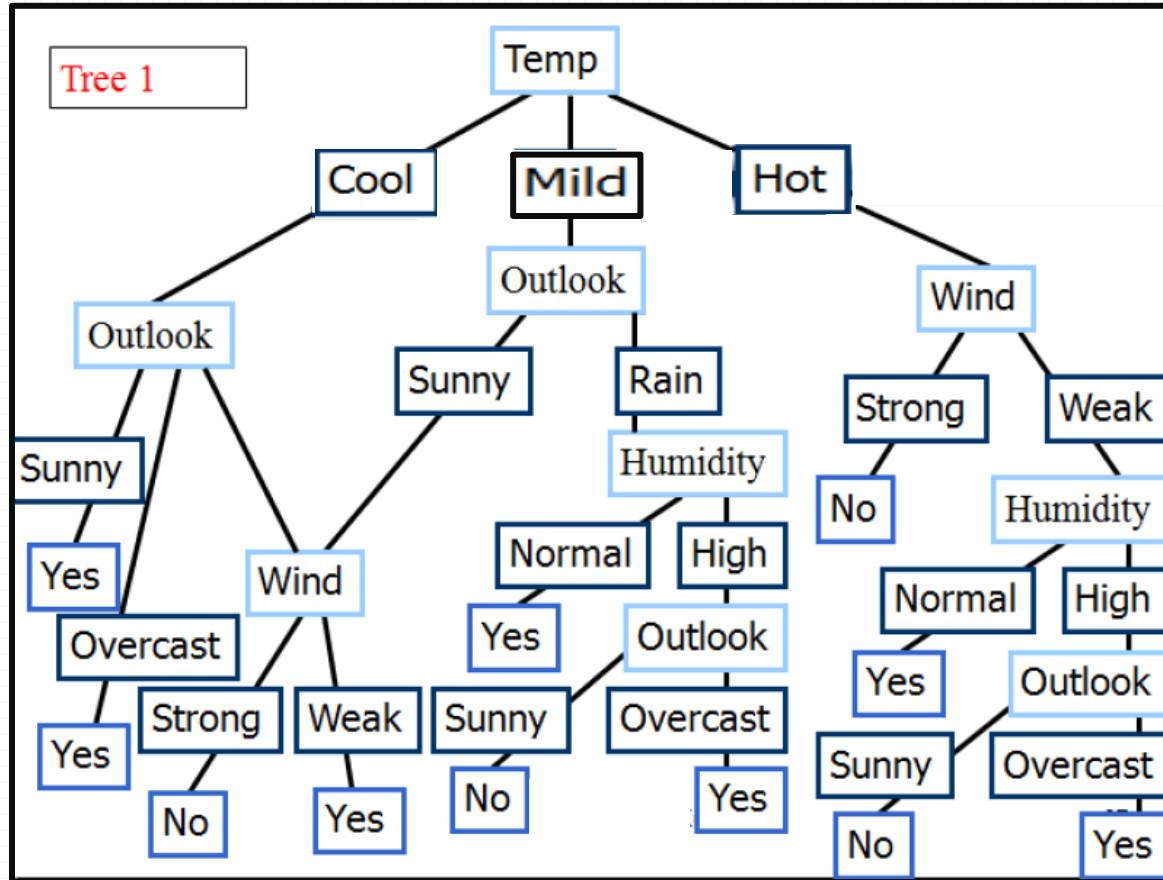 Temp
Tree 1
Cool
Mild
Hot
Outlook
Wind
Outlook
Sunny
Rain
Strong
Weak
Sunny
Humidity
No
Humidity
Normal
High
Yes
Wind
Normal
High
Yes
Outlook
Overcast
Yes
Outlook
Strong
Weak
Sunny
Overcast
Yes
Sunny
Overcast
No
Yes
No
Yes
No
Yes